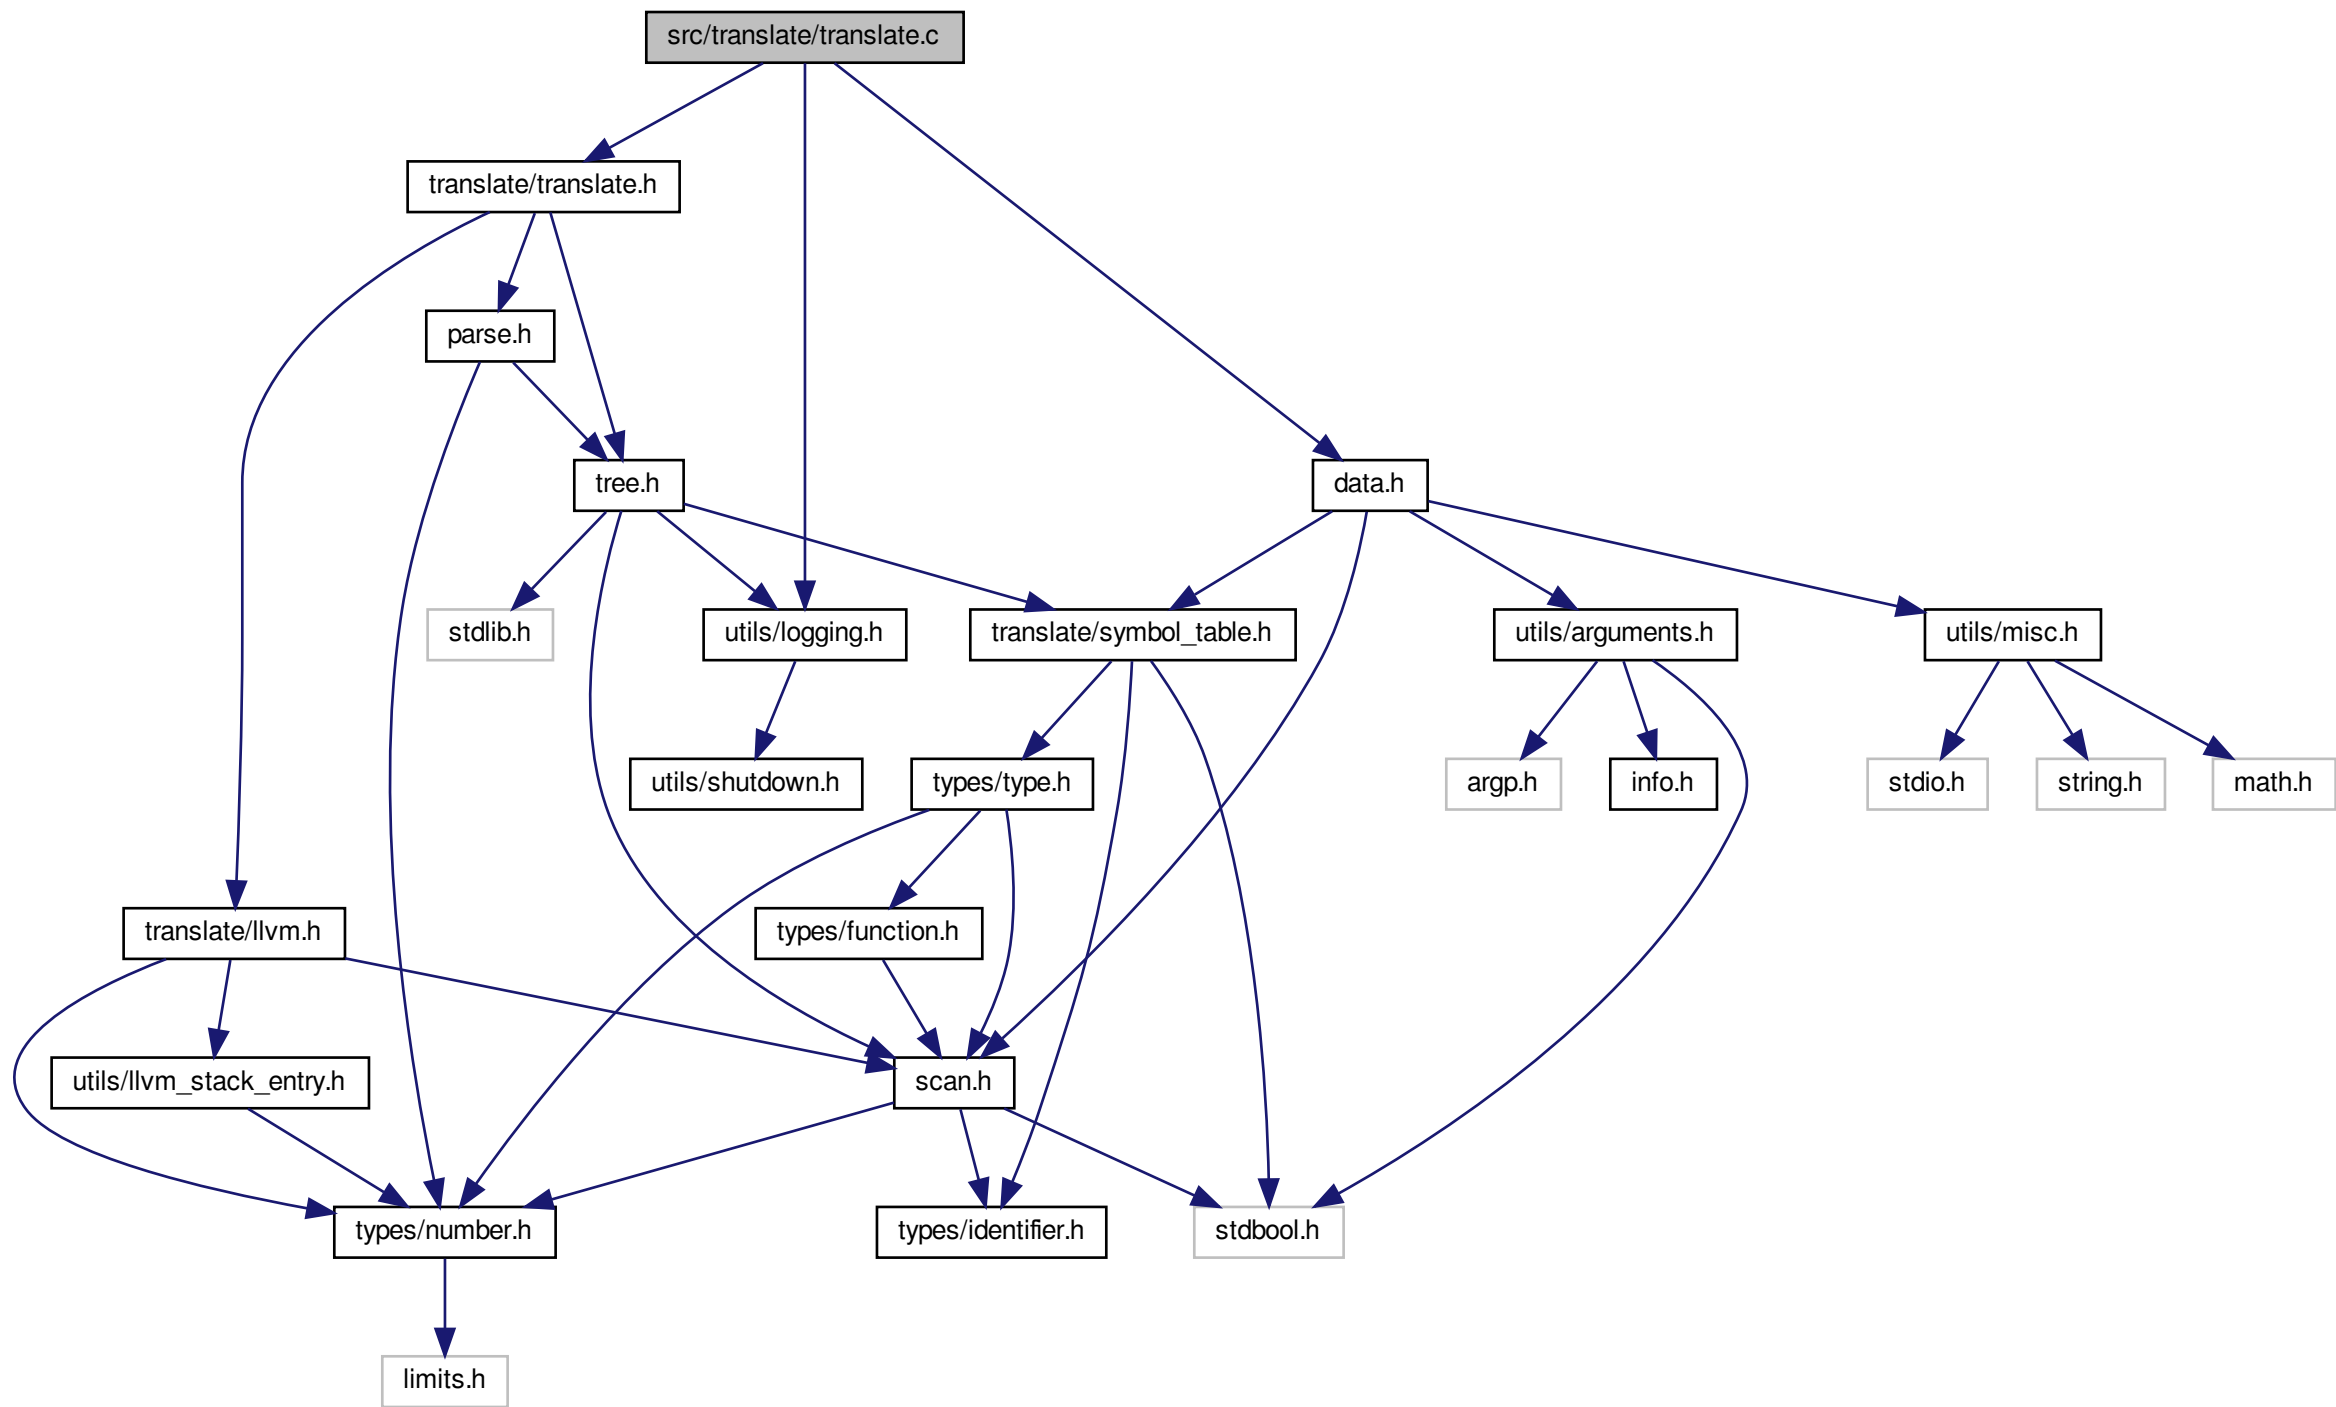 src/translate/translate.c
translate/translate.h
parse.h
tree.h
data.h
stdlib.h
utils/logging.h
translate/symbol_table.h
utils/arguments.h
utils/misc.h
utils/shutdown.h
types/type.h
argp.h
info.h
stdio.h
string.h
math.h
translate/llvm.h
types/function.h
utils/llvm_stack_entry.h
scan.h
types/number.h
types/identifier.h
stdbool.h
limits.h